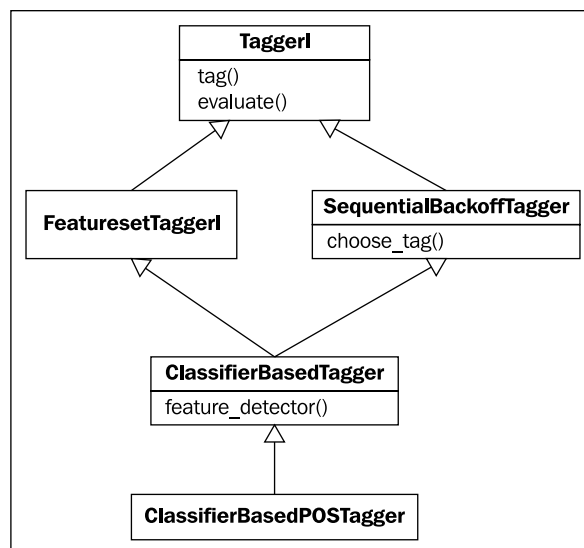 TaggerI
tag()
evaluate()
FeaturesetTaggerI
SequentialBackoffTagger
choose_tag()
ClassifierBasedTagger
feature_detector()
ClassifierBasedPOSTagger